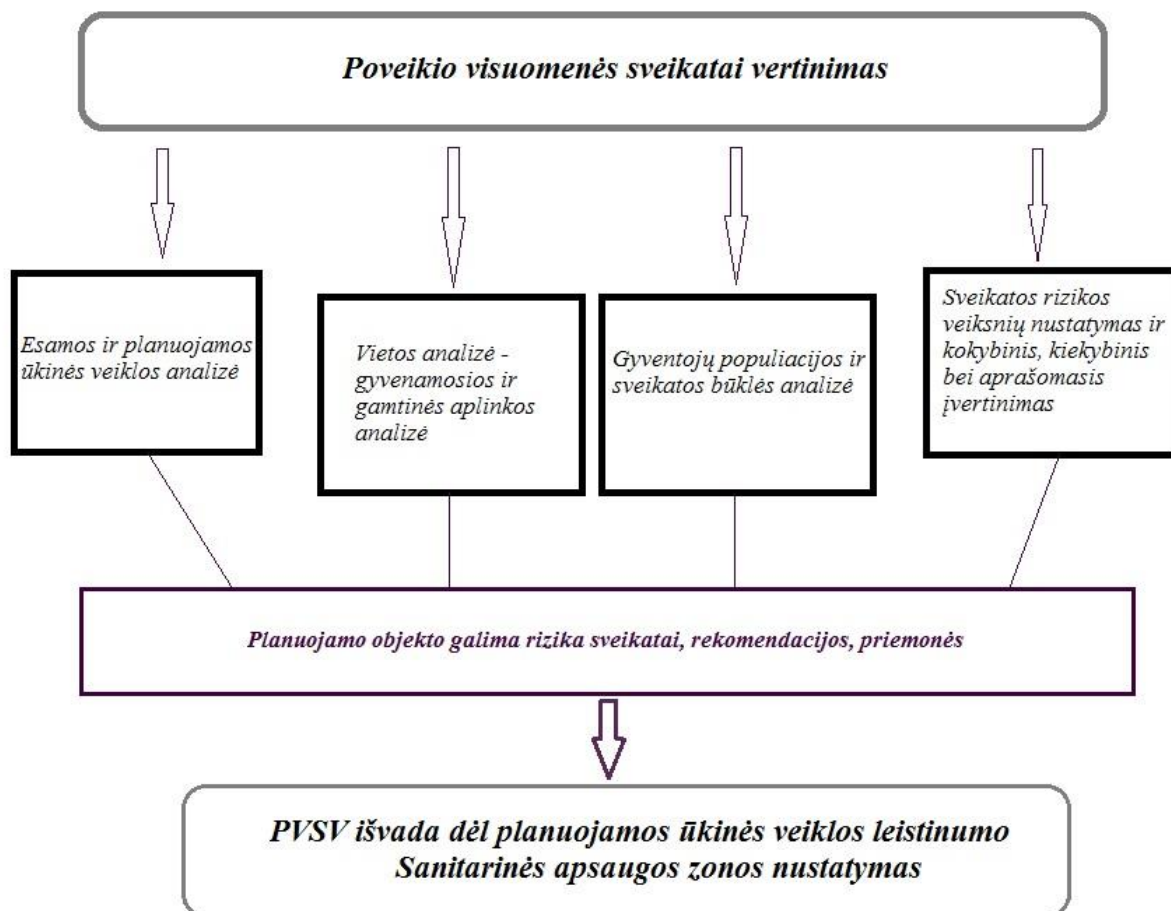 Poveikio visuomenės sveikatai vertinimas
Esamos ir planuojamos
ūkinės veiklos analizė
Vietos analizė -
gyvenamosios ir
gamtinės aplinkos
analizė
Gyventojų populiacijos ir
sveikatos būklės analizė
Sveikatos rizikos
veiksnių nustatymas ir
kokybinis, kiekybinis
bei aprašomasis
įvertinimas
Planuojamo objekto galima rizika sveikatai, rekomendacijos, priemonės
PVSV išvada dėl planuojamos ūkinės veiklos leistinumo
Sanitarinės apsaugos zonos nustatymas